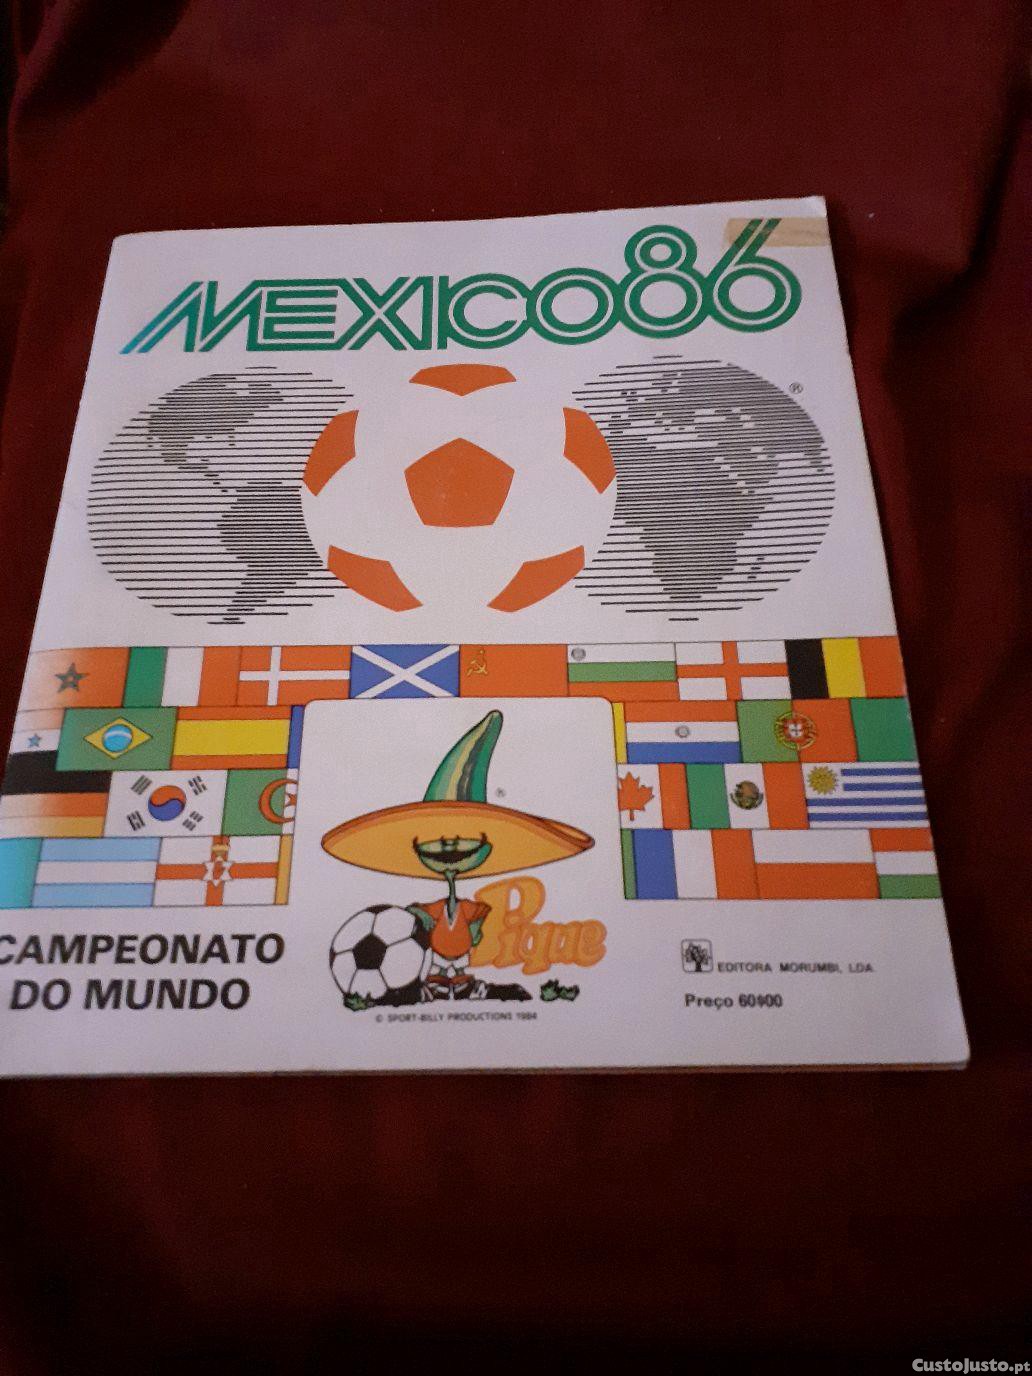 MEXICO86
®
®
Pique
CAMPEONATO
DO MUNDO
EDITORA MORUMBI, LDA.
Preço 60$00
© SPORT-BILLY PRODUCTIONS 1984
CustoJusto.pt